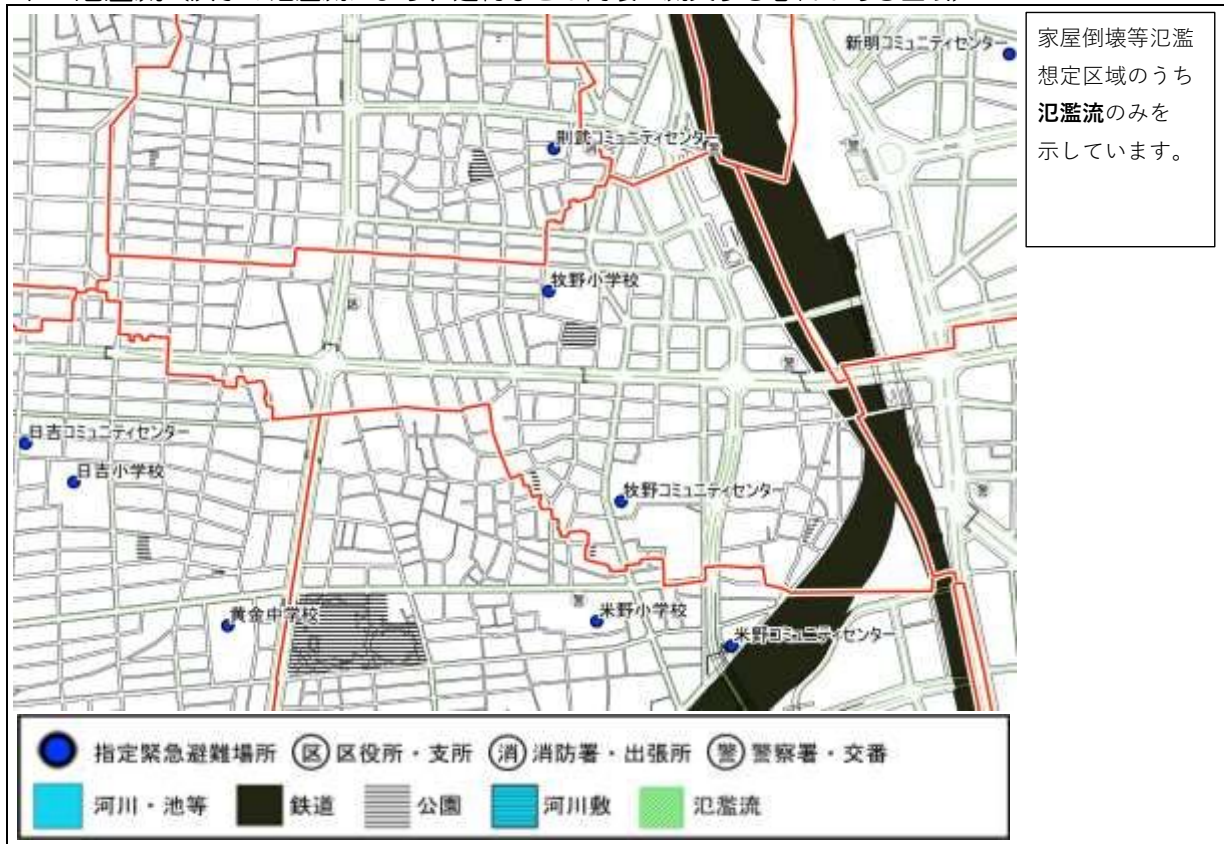 家屋倒壊等氾濫
想定区域のうち
氾濫流のみを
示しています。
新明コミュニティセンター
則武コミュニティセンター
牧野小学校
日吉コミュニティセンター
日吉小学校
牧野コミュニティセンター
黄金中学校
米野小学校
米野コミュニティセンター
指定緊急避難場所 区 区役所・支所 消 消防署・出張所 警 警察署・交番
河川・池等 鉄道 公園 河川敷 氾濫流